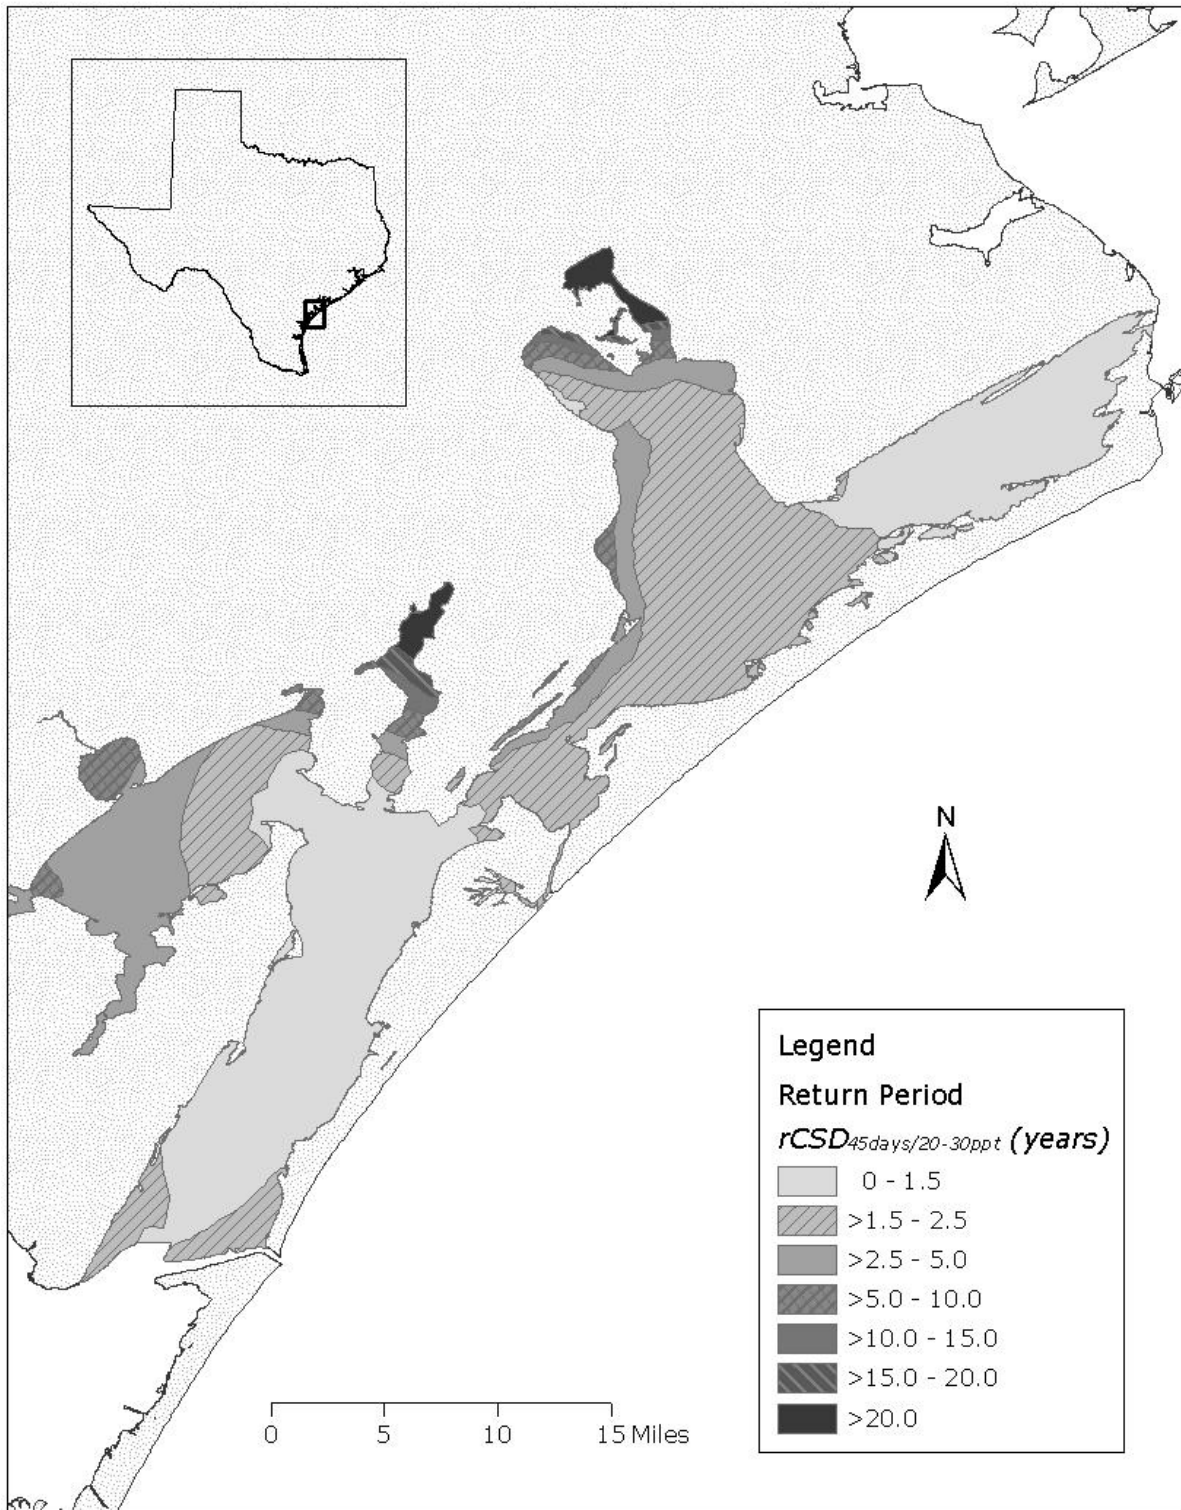 N
Legend
Return Period
rCSD45days/20-30ppt (years)
0 - 1.5
>1.5 - 2.5
>2.5 - 5.0
>5.0 - 10.0
>10.0 - 15.0
>15.0 - 20.0
>20.0
0 5 10 15 Miles